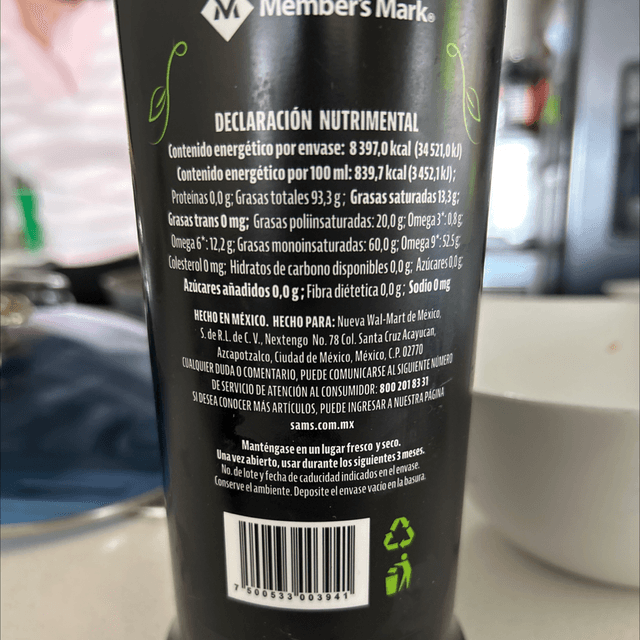 Member's Mark®
DECLARACIÓN NUTRIMENTAL
Contenido energético por envase: 8 397,0 kcal (34 521,0 kJ)
Contenido energético por 100 ml: 839,7 kcal (3 452,1 kJ);
Proteínas 0,0 g; Grasas totales 93,3 g; Grasas saturadas 13,3 g;
Grasas trans 0 mg; Grasas poliinsaturadas: 20,0 g; Omega 3*: 0,8 g;
Omega 6*: 12,2 g; Grasas monoinsaturadas: 60,0 g; Omega 9*: 52,5 g;
Colesterol 0 mg; Hidratos de carbono disponibles 0,0 g; Azúcares 0,0 g;
Azúcares añadidos 0,0 g; Fibra diétetica 0,0 g; Sodio 0 mg
HECHO EN MÉXICO. HECHO PARA: Nueva Wal-Mart de México,
S. de R.L. de C. V., Nextengo No. 78 Col. Santa Cruz Acayucan,
Azcapotzalco, Ciudad de México, México, C.P. 02770
CUALQUIER DUDA O COMENTARIO, PUEDE COMUNICARSE AL SIGUIENTE NÚMERO
DE SERVICIO DE ATENCIÓN AL CONSUMIDOR: 800 201 83 31
SI DESEA CONOCER MÁS ARTÍCULOS, PUEDE INGRESAR A NUESTRA PÁGINA
sams.com.mx
Manténgase en un lugar fresco y seco.
Una vez abierto, usar durante los siguientes 3 meses.
No. de lote y fecha de caducidad indicados en el envase.
Conserve el ambiente. Deposite el envase vacío en la basura.
7 500533 003941